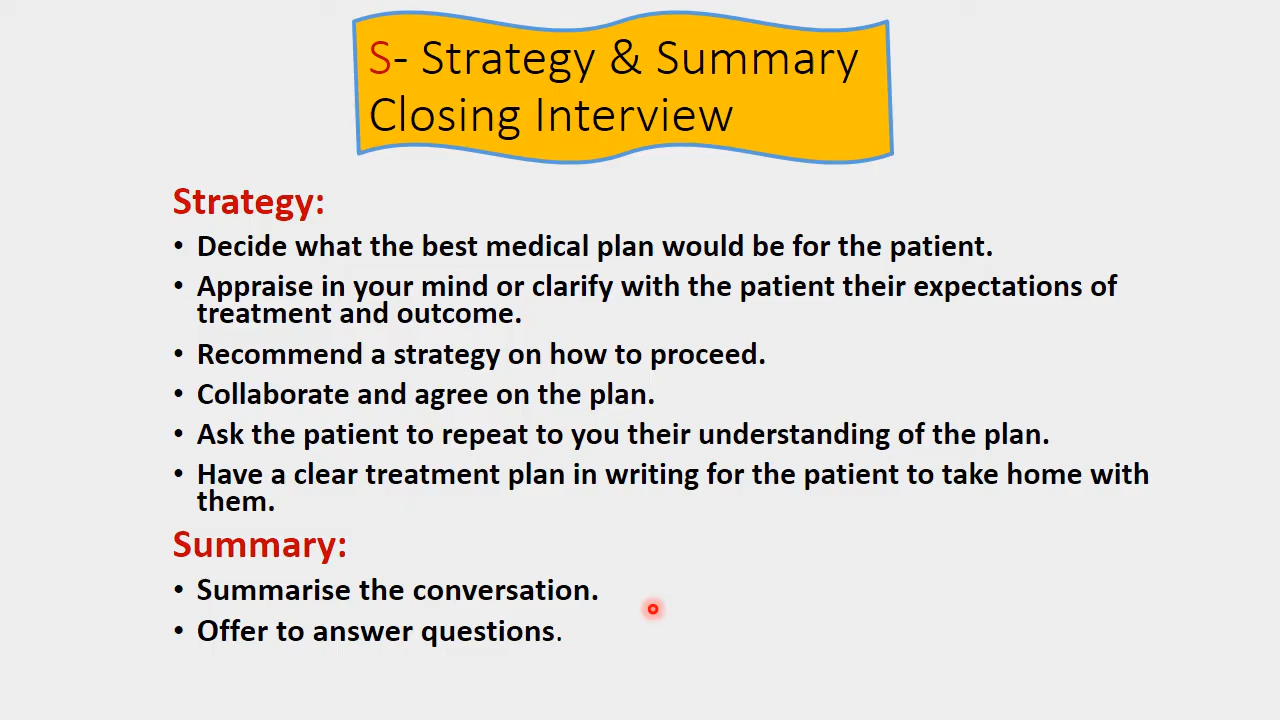 S- Strategy & Summary
Closing Interview
Strategy:
• Decide what the best medical plan would be for the patient.
• Appraise in your mind or clarify with the patient their expectations of
treatment and outcome.
• Recommend a strategy on how to proceed.
• Collaborate and agree on the plan.
• Ask the patient to repeat to you their understanding of the plan.
• Have a clear treatment plan in writing for the patient to take home with
them.
Summary:
• Summarise the conversation.
• Offer to answer questions.